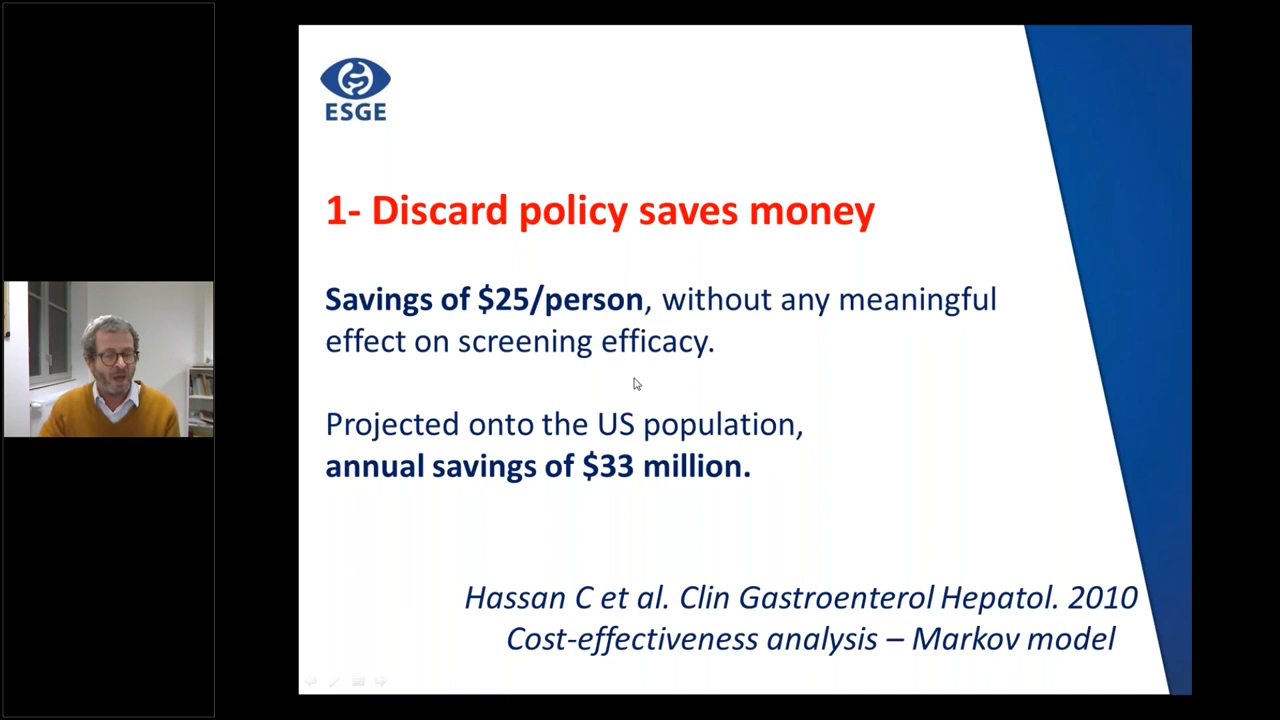 ESGE
1- Discard policy saves money
Savings of $25/person, without any meaningful
effect on screening efficacy.
Projected onto the US population,
annual savings of $33 million.
Hassan C et al. Clin Gastroenterol Hepatol. 2010
Cost-effectiveness analysis – Markov model